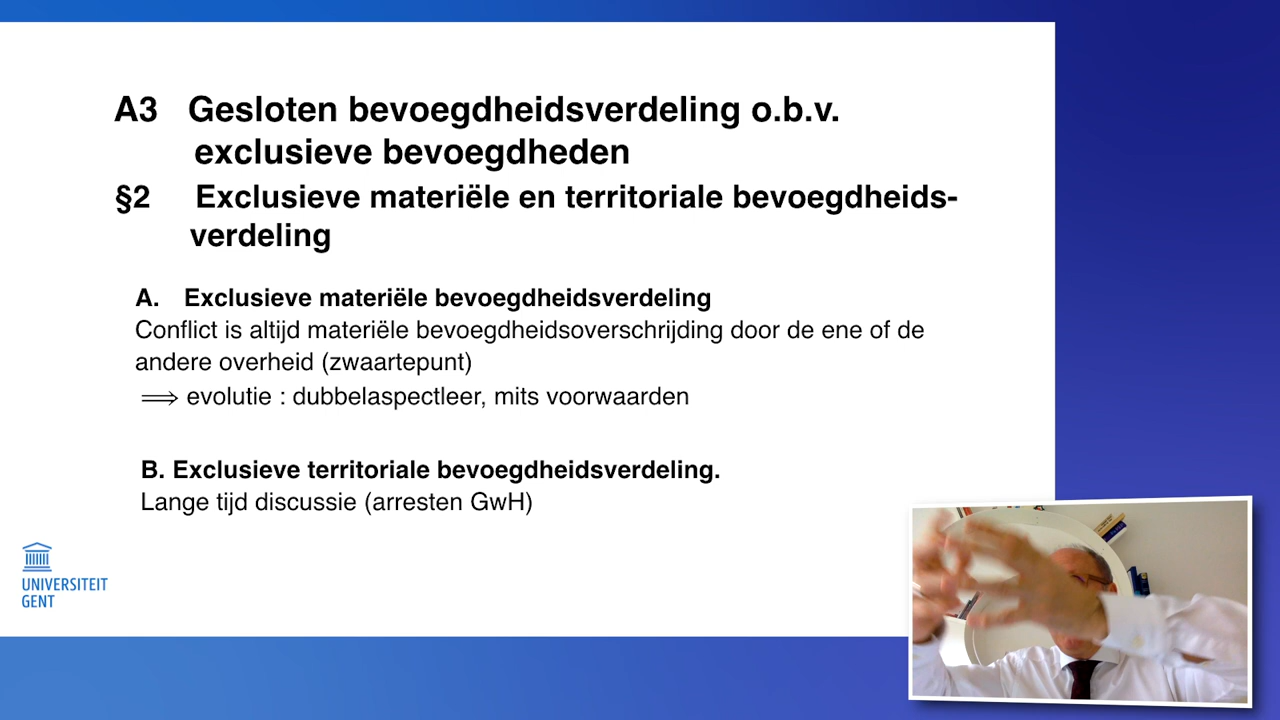 A3 Gesloten bevoegdheidsverdeling o.b.v.
exclusieve bevoegdheden
§2 Exclusieve materiële en territoriale bevoegdheids-
verdeling
A. Exclusieve materiële bevoegdheidsverdeling
Conflict is altijd materiële bevoegdheidsoverschrijding door de ene of de
andere overheid (zwaartepunt)
⟹ evolutie : dubbelaspectleer, mits voorwaarden
B. Exclusieve territoriale bevoegdheidsverdeling.
Lange tijd discussie (arresten GwH)
UNIVERSITEIT
GENT